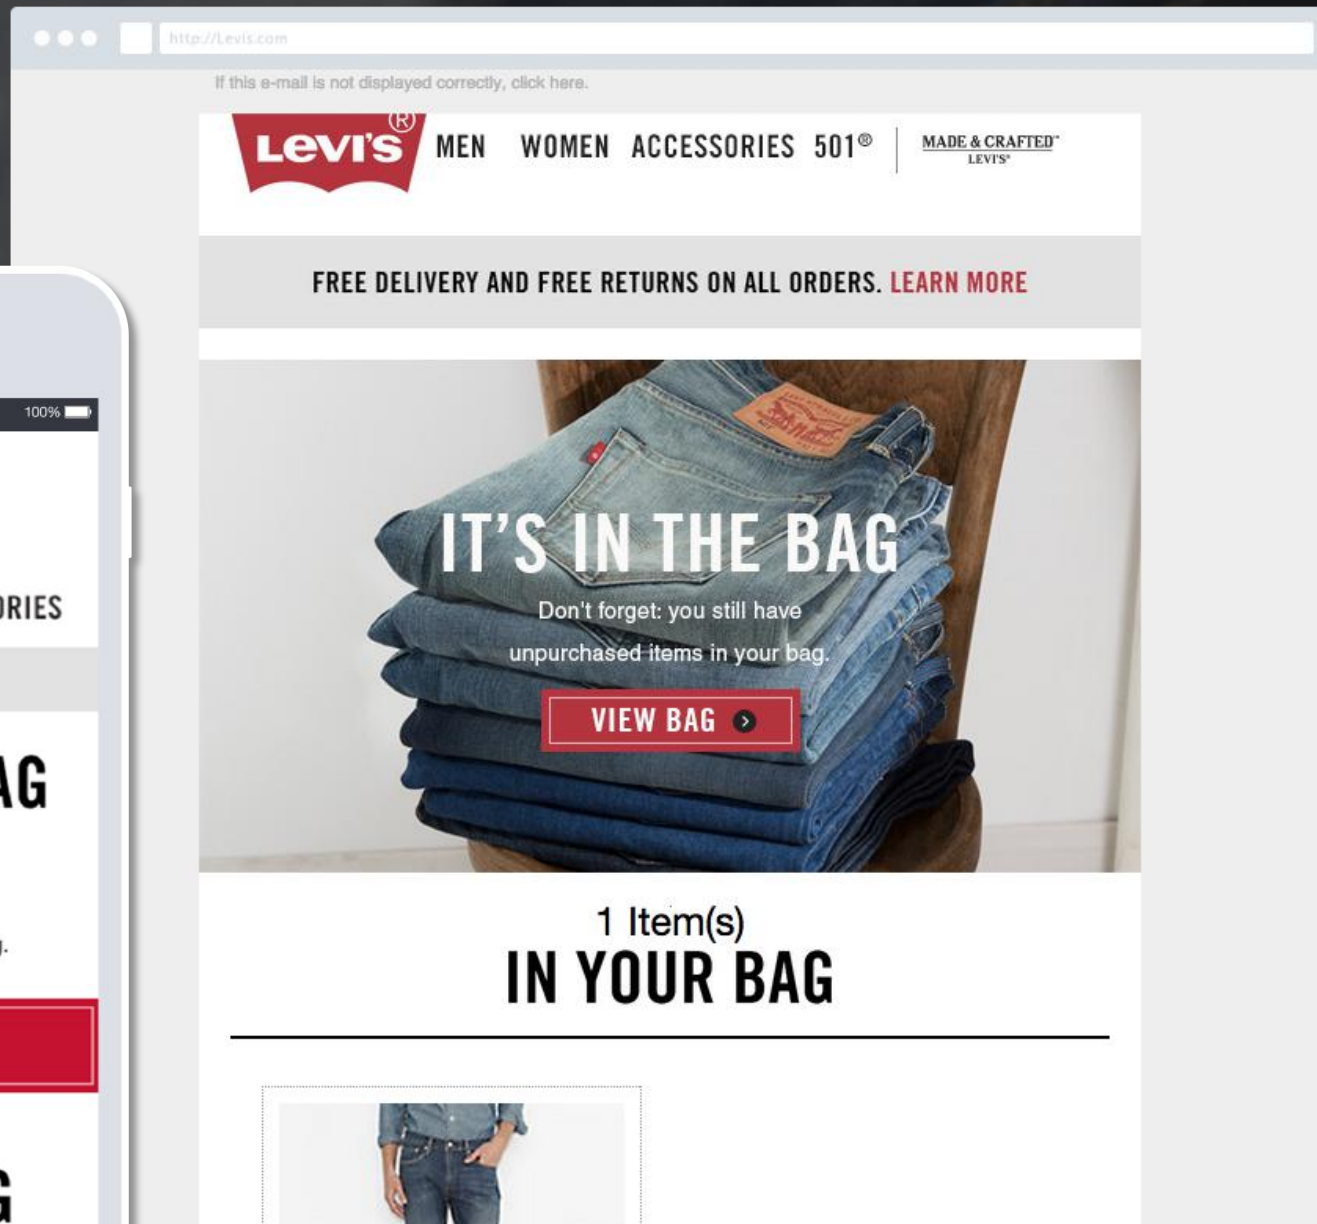 http://Levis.com
If this e-mail is not displayed correctly, click here.
LEVI'S®
MEN WOMEN ACCESSORIES 501® MADE & CRAFTED™
LEVI'S®
FREE DELIVERY AND FREE RETURNS ON ALL ORDERS. LEARN MORE
IT'S IN THE BAG
Don't forget: you still have
unpurchased items in your bag.
VIEW BAG
1 Item(s)
IN YOUR BAG
100%
ORIES
AG
g.
G